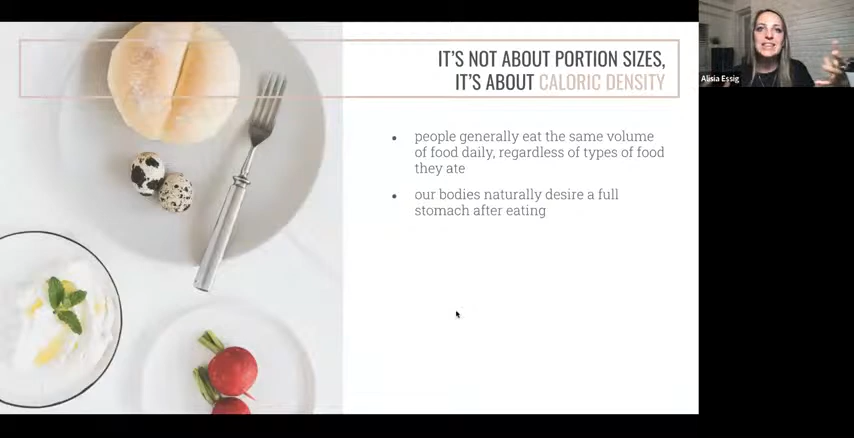 IT'S NOT ABOUT PORTION SIZES,
IT'S ABOUT CALORIC DENSITY
• people generally eat the same volume
of food daily, regardless of types of food
they ate
• our bodies naturally desire a full
stomach after eating
Alisia Essig